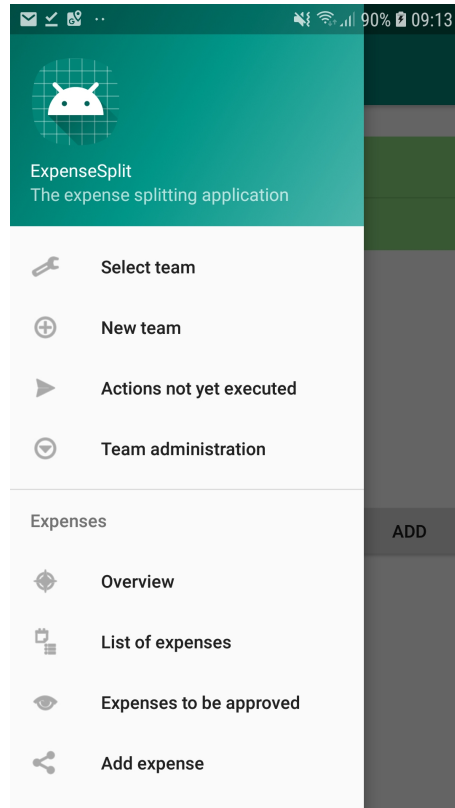 90% 09:13
ExpenseSplit
The expense splitting application
Select team
New team
Actions not yet executed
Team administration
Expenses
ADD
Overview
List of expenses
Expenses to be approved
Add expense